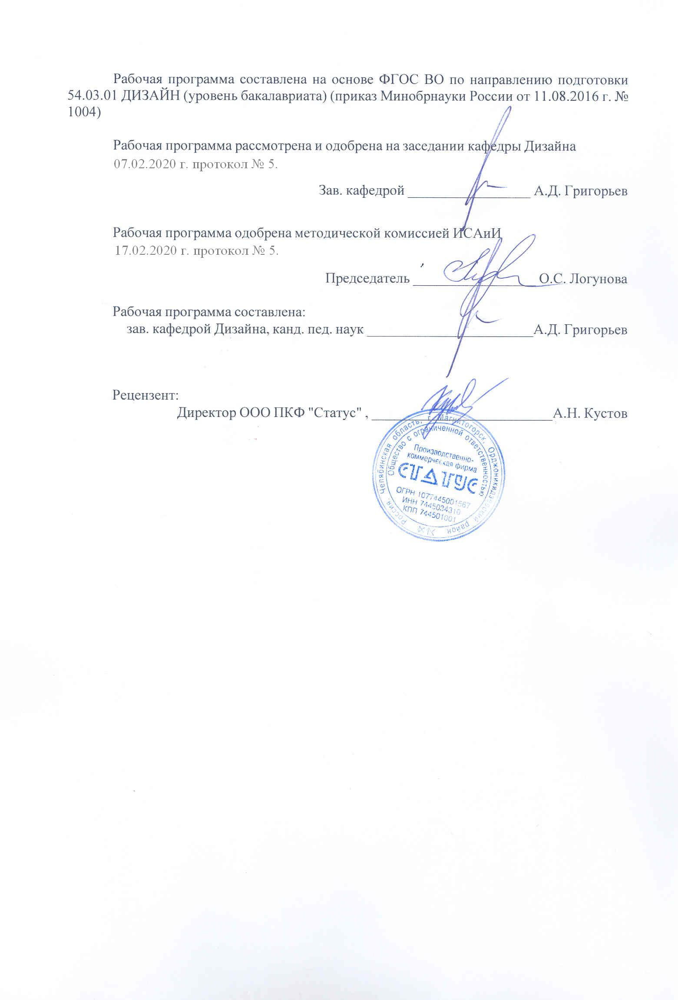 Рабочая программа составлена на основе ФГОС ВО по направлению подготовки
54.03.01 ДИЗАЙН (уровень бакалавриата) (приказ Минобрнауки России от 11.08.2016 г. №
1004)
Рабочая программа рассмотрена и одобрена на заседании кафедры Дизайна
07.02.2020 г. протокол № 5.
Зав. кафедрой _________________ А.Д. Григорьев
Рабочая программа одобрена методической комиссией ИСАиИ
17.02.2020 г. протокол № 5.
Председатель _________________ О.С. Логунова
Рабочая программа составлена:
зав. кафедрой Дизайна, канд. пед. наук _______________________А.Д. Григорьев
Рецензент:
Директор ООО ПКФ "Статус" , _________________________А.Н. Кустов
Россия, Челябинская область, г. Магнитогорск, Орджоникидзевский район
Общество с ограниченной ответственностью
Производственно-
коммерческая фирма
СТАТУС
ОГРН 1077445001567
ИНН 7445034310
КПП 744501001